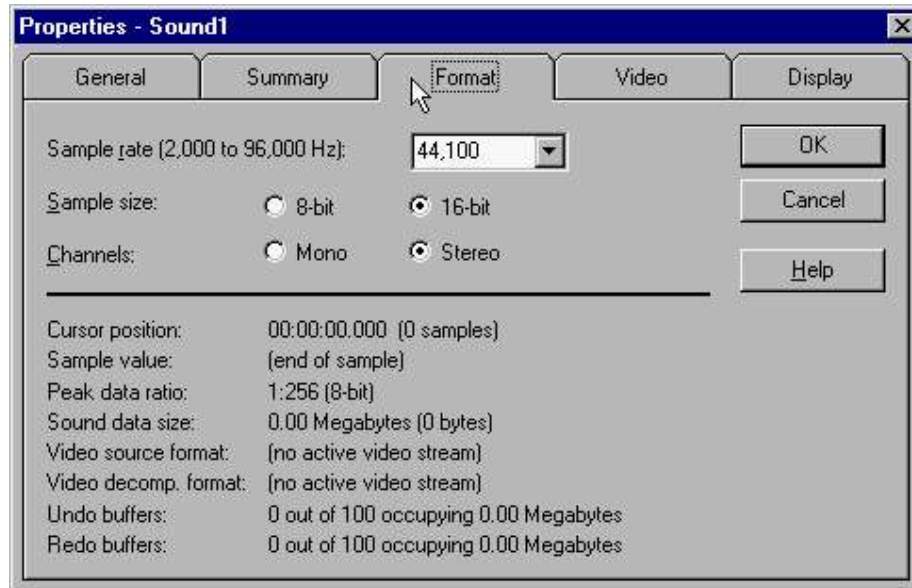 Properties - Sound1
General Summary Format Video Display
Sample rate (2,000 to 96,000 Hz): 44,100 OK
Sample size: 8-bit 16-bit Cancel
Channels: Mono Stereo
Help
Cursor position: 00:00:00.000 (0 samples)
Sample value: (end of sample)
Peak data ratio: 1:256 (8-bit)
Sound data size: 0.00 Megabytes (0 bytes)
Video source format: (no active video stream)
Video decomp. format: (no active video stream)
Undo buffers: 0 out of 100 occupying 0.00 Megabytes
Redo buffers: 0 out of 100 occupying 0.00 Megabytes